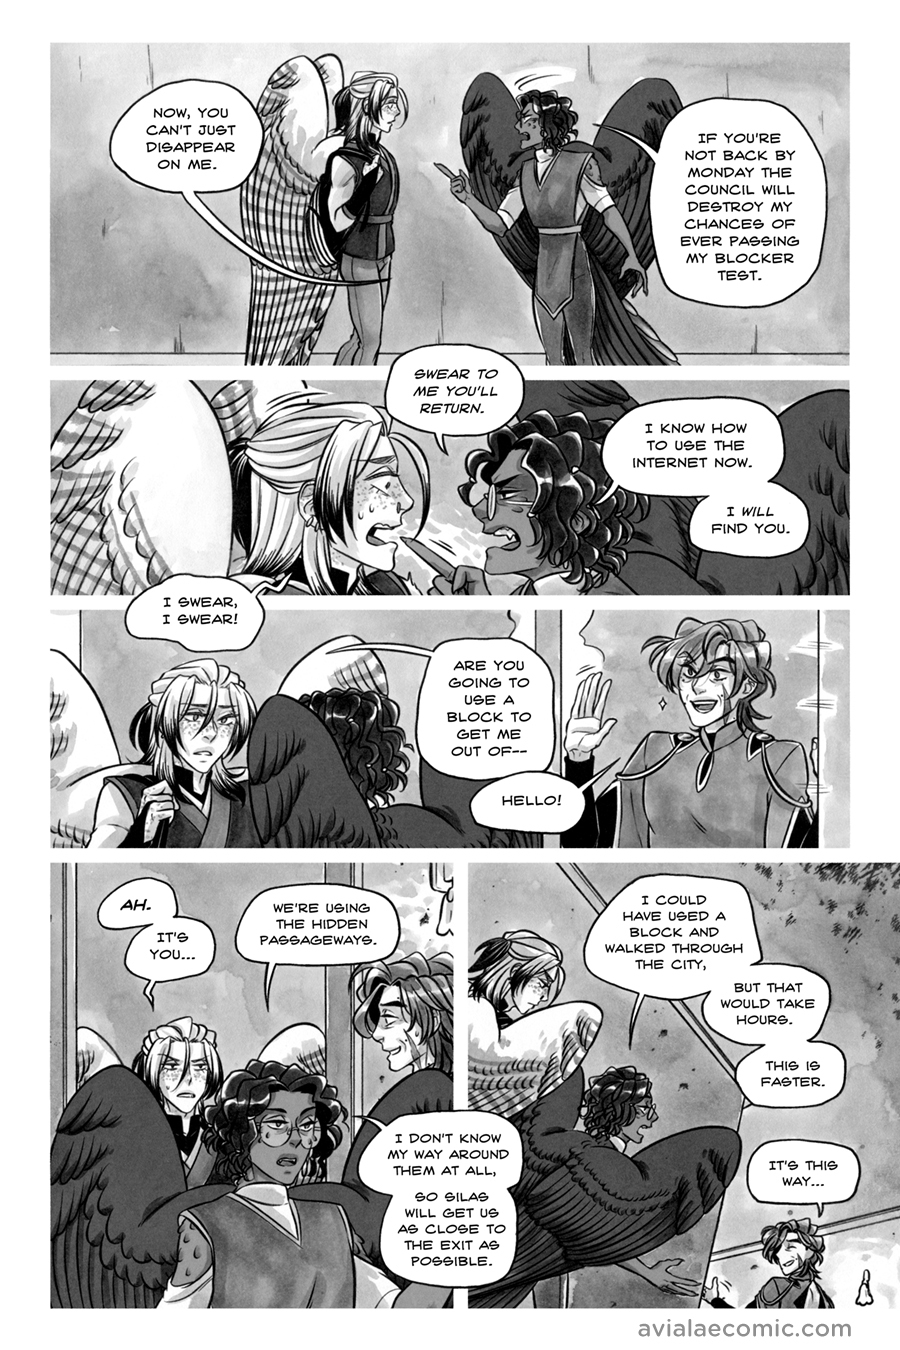 NOW, YOU
CAN'T JUST
DISAPPEAR
ON ME.
IF YOU'RE
NOT BACK BY
MONDAY THE
COUNCIL WILL
DESTROY MY
CHANCES OF
EVER PASSING
MY BLOCKER
TEST.
SWEAR TO
ME YOU'LL
RETURN.
I KNOW HOW
TO USE THE
INTERNET NOW.
I WILL
FIND YOU.
I SWEAR,
I SWEAR!
ARE YOU
GOING TO
USE A
BLOCK TO
GET ME
OUT OF--
HELLO!
AH.
IT'S
YOU...
WE'RE USING
THE HIDDEN
PASSAGEWAYS.
I DON'T KNOW
MY WAY AROUND
THEM AT ALL,
SO SILAS
WILL GET US
AS CLOSE TO
THE EXIT AS
POSSIBLE.
I COULD
HAVE USED A
BLOCK AND
WALKED THROUGH
THE CITY,
BUT THAT
WOULD TAKE
HOURS.
THIS IS
FASTER.
IT'S THIS
WAY...
avialaecomic.com